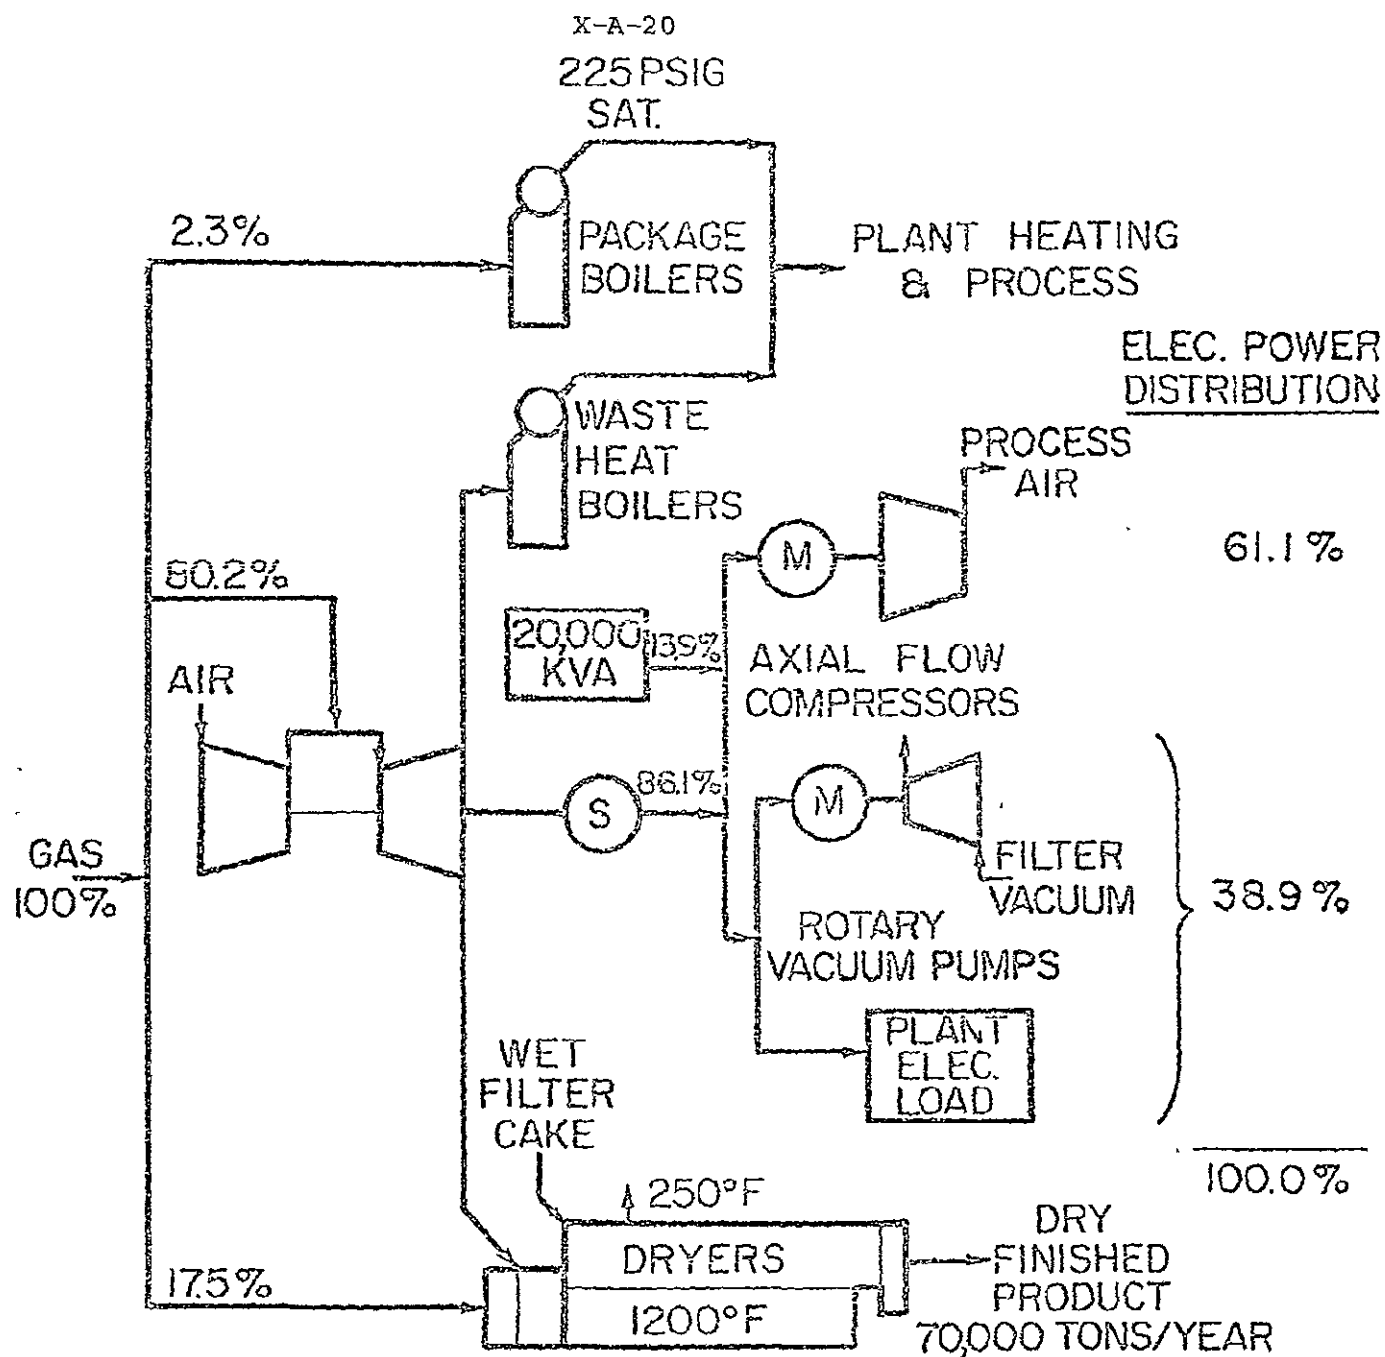 X-A-20
225 PSIG
SAT.
2.3%
PACKAGE
BOILERS
PLANT HEATING
& PROCESS
ELEC. POWER
DISTRIBUTION
WASTE
HEAT
BOILERS
PROCESS
AIR
M
61.1%
80.2%
20,000
KVA
13.9%
AXIAL FLOW
COMPRESSORS
AIR
S
86.1%
M
FILTER
VACUUM
38.9%
GAS
100%
ROTARY
VACUUM PUMPS
PLANT
ELEC.
LOAD
WET
FILTER
CAKE
100.0%
250°F
DRYERS
1200°F
17.5%
DRY
FINISHED
PRODUCT
70,000 TONS/YEAR